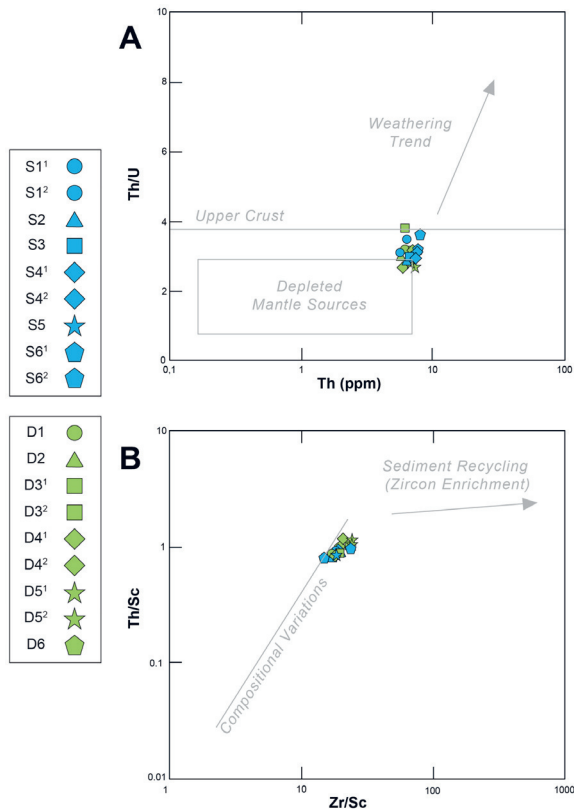 A
10
8
6
4
2
0
Th/U
Weathering
Trend
Upper Crust
Depleted
Mantle Sources
0,1
1
10
100
Th (ppm)
S1¹
S1²
S2
S3
S4¹
S4²
S5
S6¹
S6²
D1
D2
D3¹
D3²
D4¹
D4²
D5¹
D5²
D6
B
10
1
0.1
0.01
Th/Sc
Sediment Recycling
(Zircon Enrichment)
Compositional Variations
1
10
100
1000
Zr/Sc